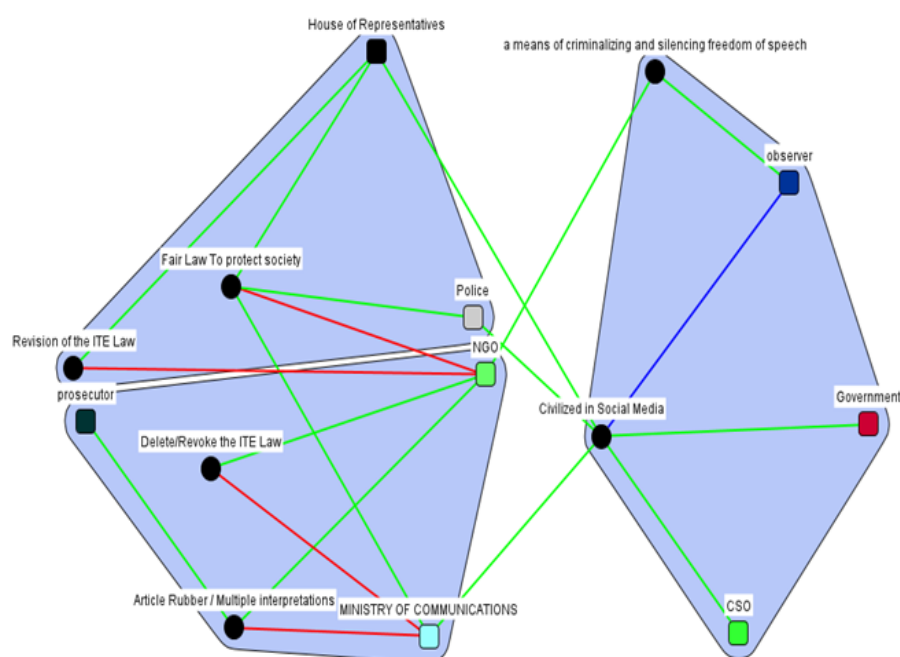 House of Representatives
a means of criminalizing and silencing freedom of speech
observer
Fair Law To protect society
Police
Revision of the ITE Law
NGO
prosecutor
Civilized in Social Media
Government
Delete/Revoke the ITE Law
Article Rubber / Multiple interpretations
MINISTRY OF COMMUNICATIONS
CSO